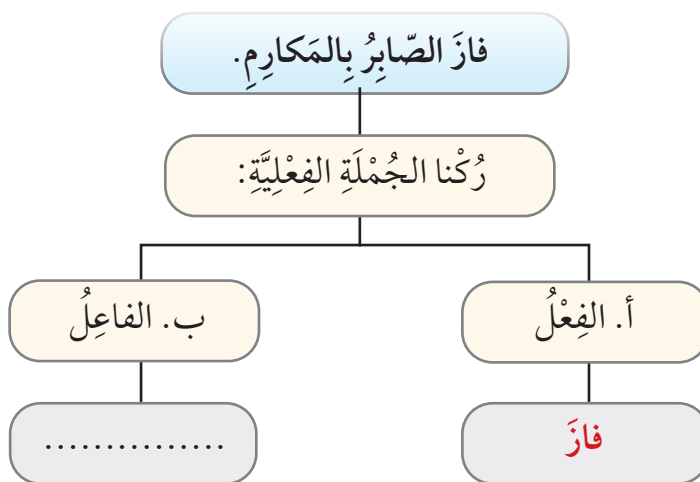 فازَ الصّابِرُ بِالمَكارِمِ.
رُكْنا الجُمْلَةِ الفِعْلِيَّةِ:
أ. الفِعْلُ
ب. الفاعِلُ
فازَ
...............